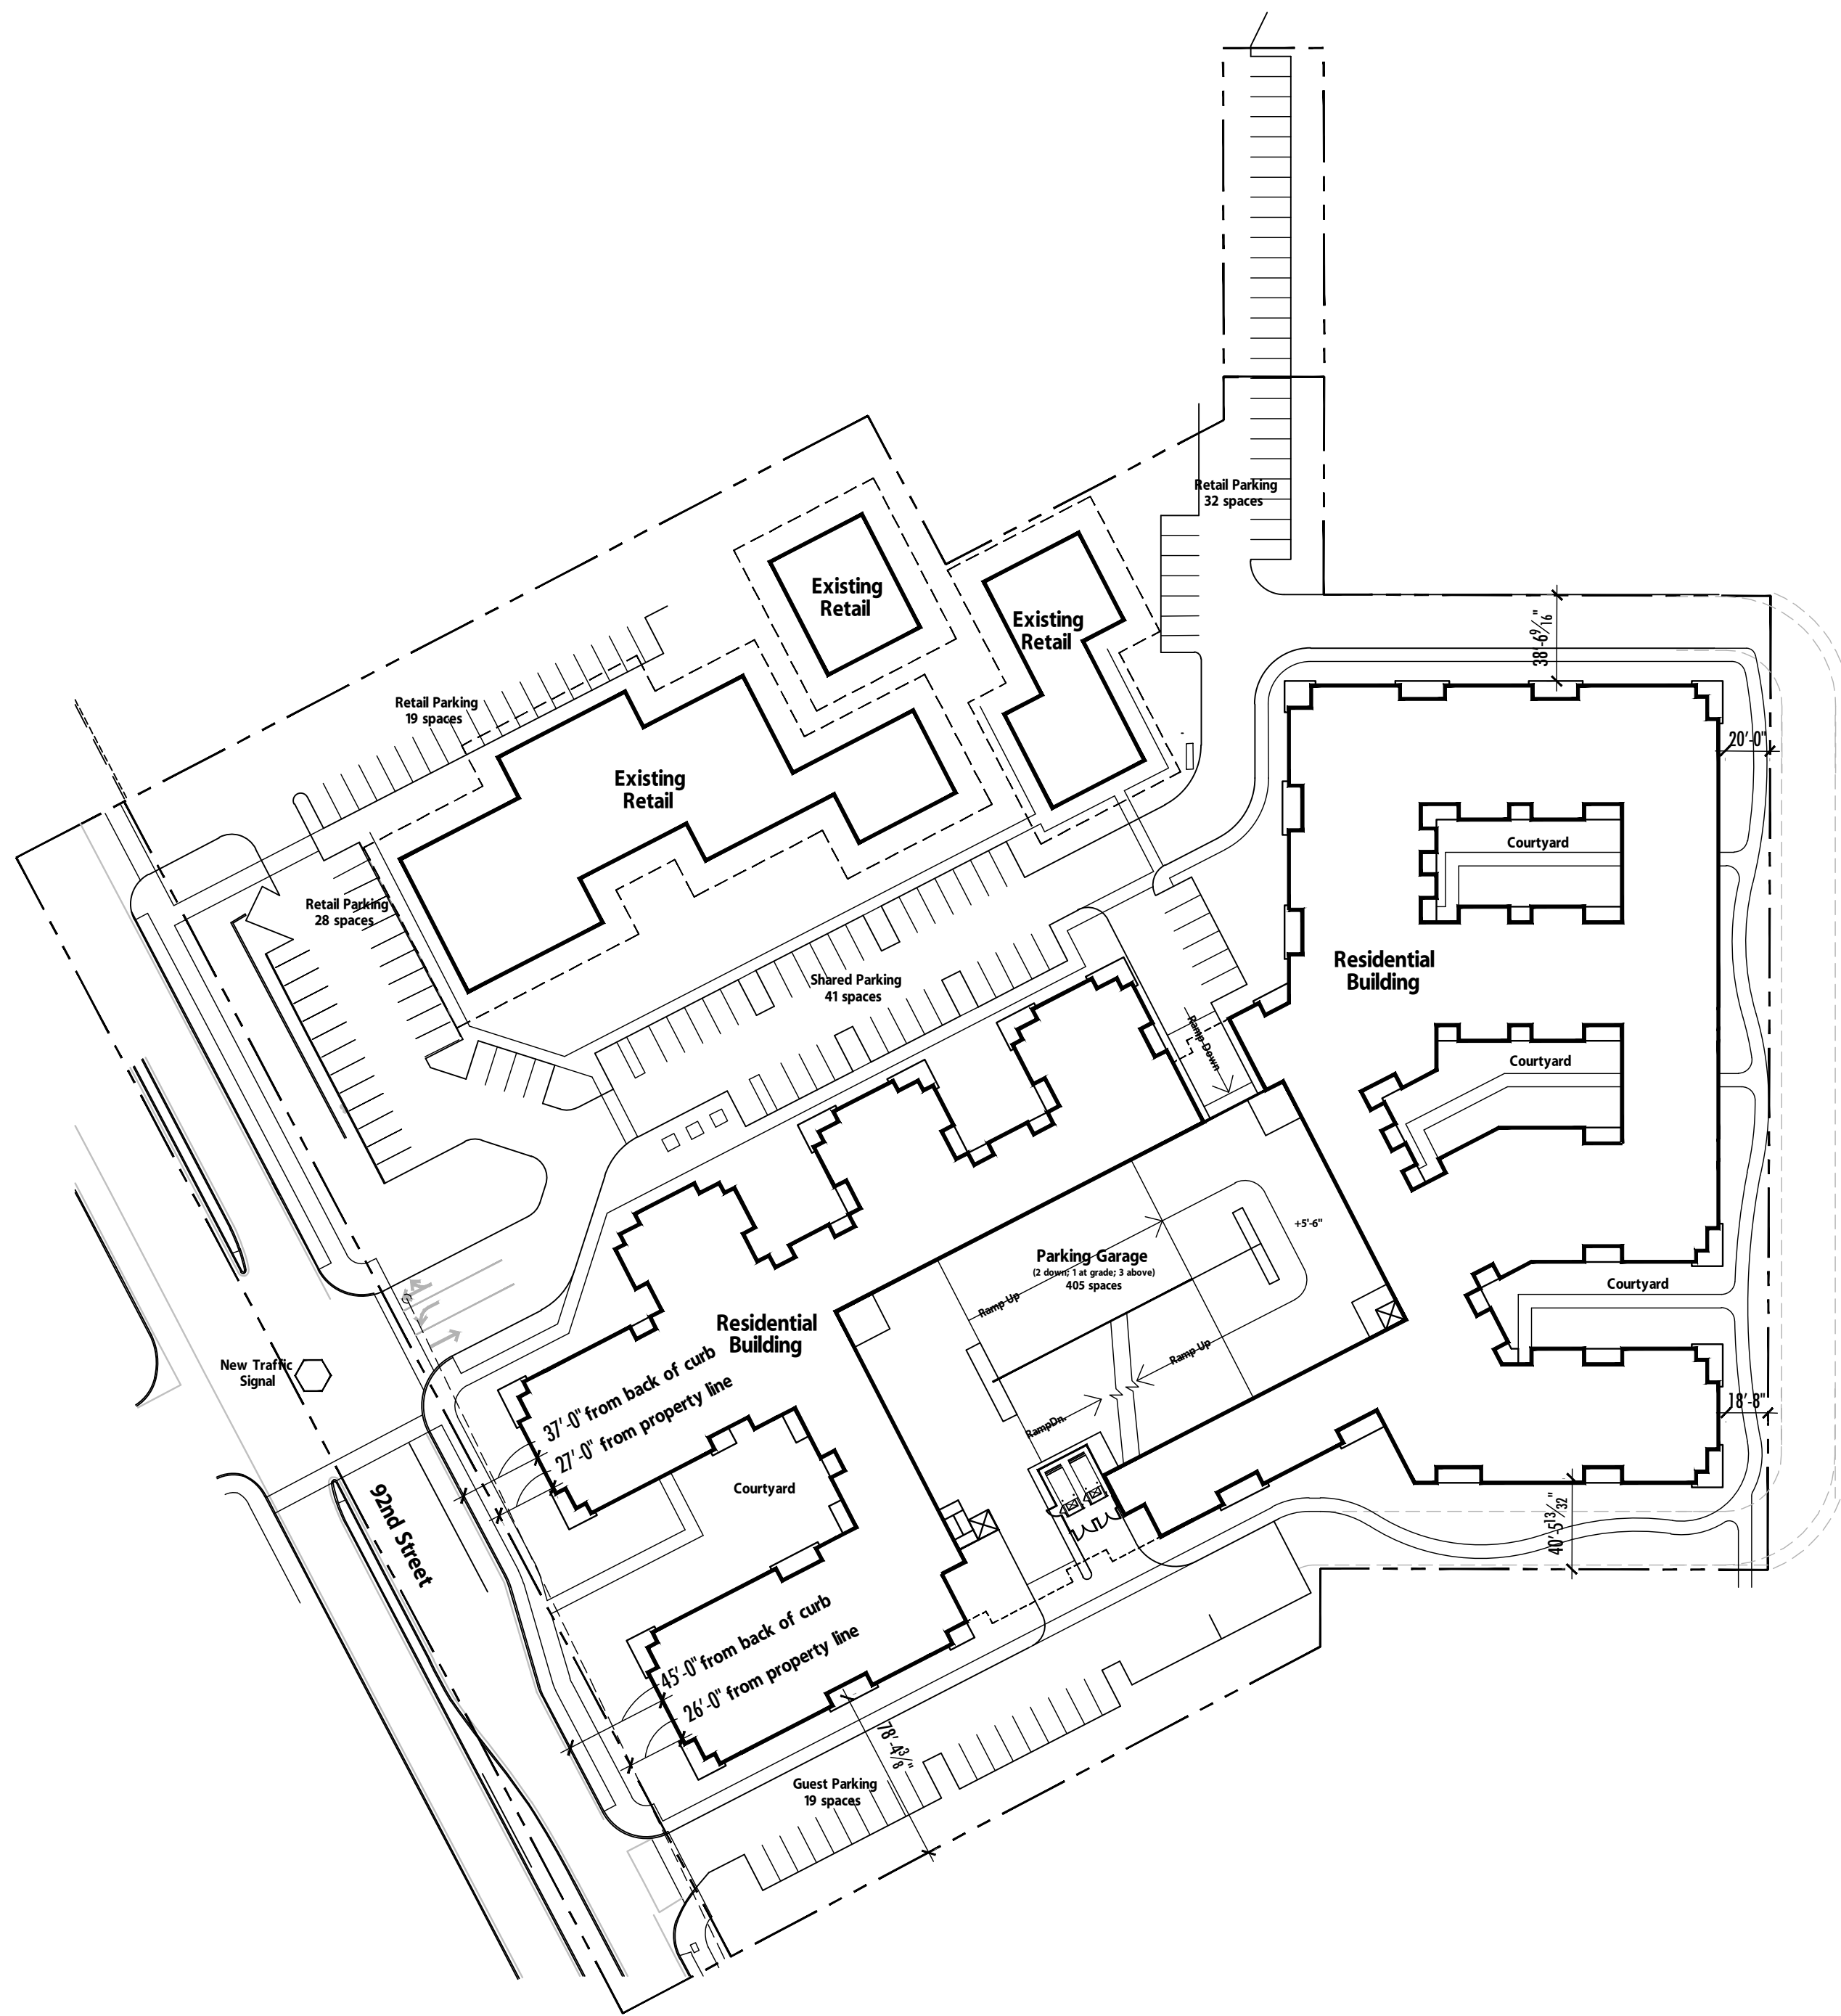 Retail Parking
32 spaces
Existing
Retail
Existing
Retail
38'-6 9/16"
Retail Parking
19 spaces
20'-0"
Existing
Retail
Courtyard
Retail Parking
28 spaces
Residential
Building
Shared Parking
41 spaces
Ramp Down
Courtyard
+5'-6"
Parking Garage
(2 down; 1 at grade; 3 above)
405 spaces
Courtyard
Ramp Up
Residential
Building
Ramp Up
New Traffic
Signal
37'-0" from back of curb
27'-0" from property line
18'-8"
RampDn.
Courtyard
92nd Street
40'-5 13/32"
45'-0" from back of curb
26'-0" from property line
78'-4 3/8"
Guest Parking
19 spaces